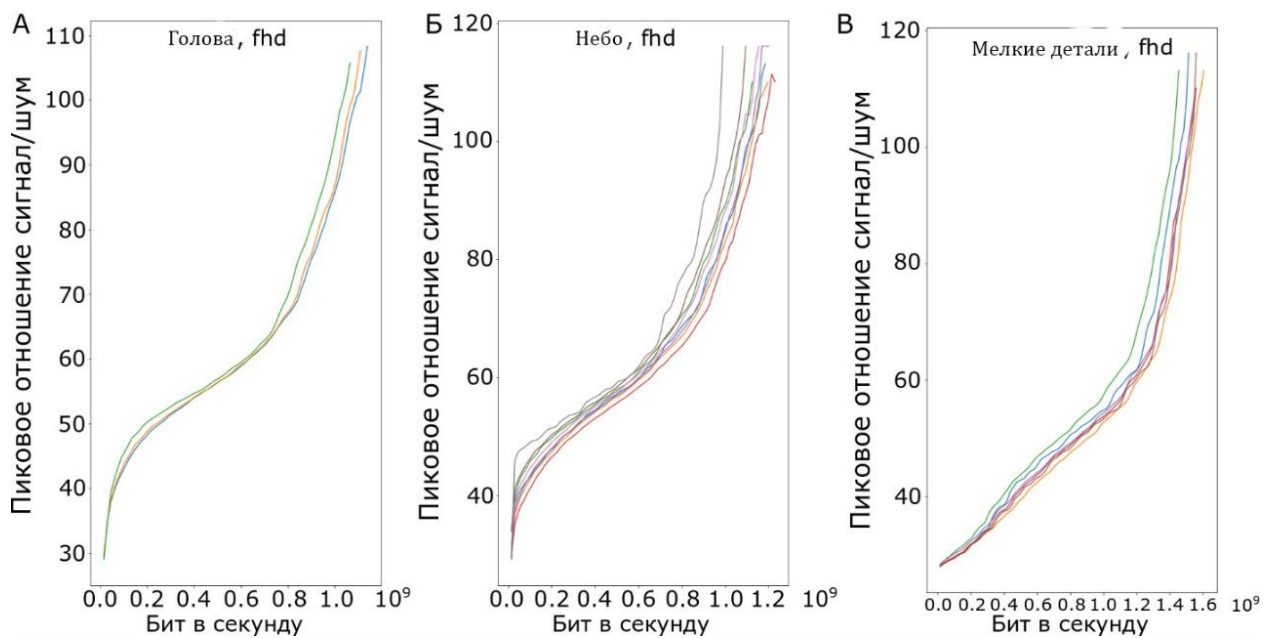 А
Голова, fhd
Пиковое отношение сигнал/шум
110
100
90
80
70
60
50
40
30
0.0 0.2 0.4 0.6 0.8 1.0
10⁹
Бит в секунду
Б
Небо, fhd
Пиковое отношение сигнал/шум
120
100
80
60
40
0.0 0.2 0.4 0.6 0.8 1.0 1.2
10⁹
Бит в секунду
В
Мелкие детали, fhd
Пиковое отношение сигнал/шум
120
100
80
60
40
0.0 0.2 0.4 0.6 0.8 1.0 1.2 1.4 1.6
10⁹
Бит в секунду